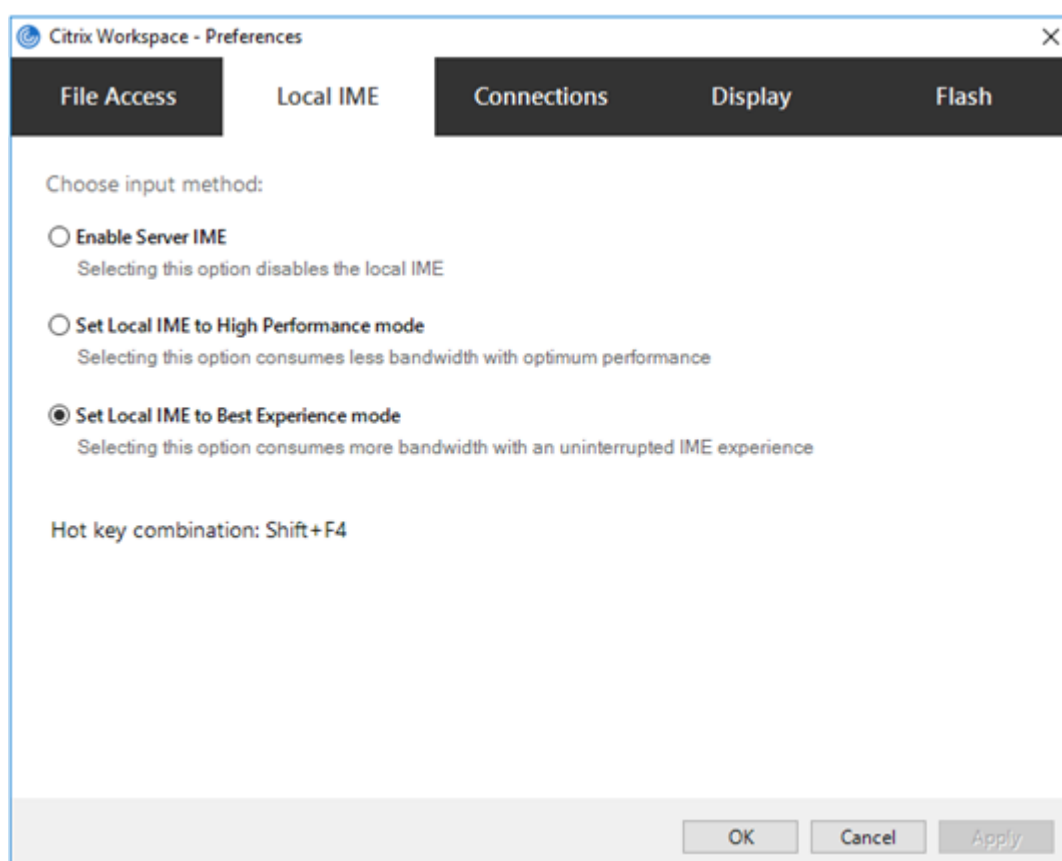 Citrix Workspace - Preferences
File Access Local IME Connections Display Flash
Choose input method:
Enable Server IME
Selecting this option disables the local IME
Set Local IME to High Performance mode
Selecting this option consumes less bandwidth with optimum performance
Set Local IME to Best Experience mode
Selecting this option consumes more bandwidth with an uninterrupted IME experience
Hot key combination: Shift+F4
OK Cancel Apply